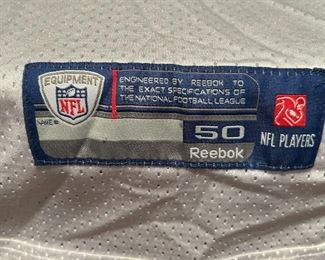 EQUIPMENT
NFL
ENGINEERED BY REEBOK TO
THE EXACT SPECIFICATIONS OF
THE NATIONAL FOOTBALL LEAGUE
50
Reebok
NFL PLAYERS